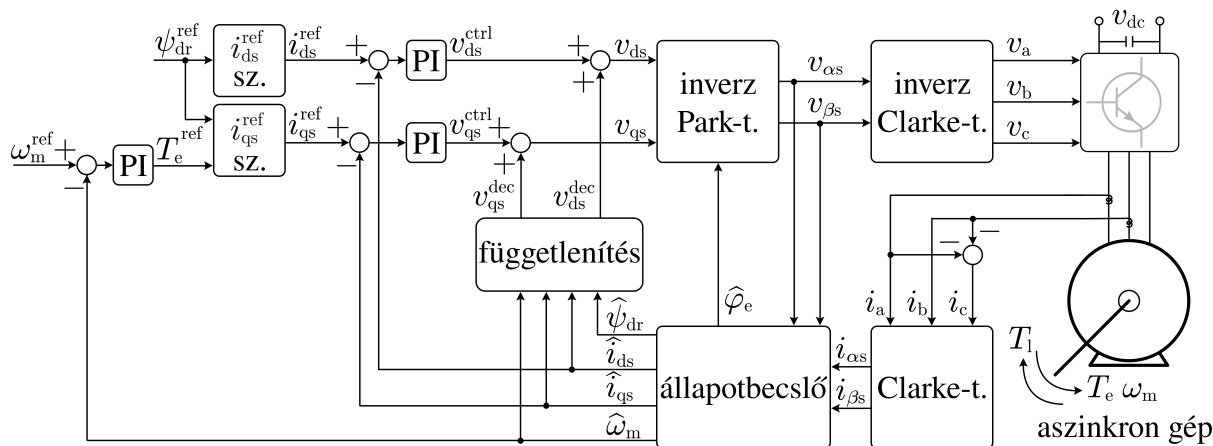 ψ_dr^ref
i_ds^ref
sz.
i_ds^ref
+
−
PI
v_ds^ctrl
+
+
v_ds
inverz
Park-t.
v_αs
v_βs
inverz
Clarke-t.
v_a
v_b
v_c
v_dc
i_qs^ref
sz.
i_qs^ref
+
−
PI
v_qs^ctrl
+
+
v_qs
ω_m^ref
+
−
PI
T_e^ref
v_qs^dec
v_ds^dec
függetlenítés
φ̂_e
−
−
i_a
i_b
i_c
ψ̂_dr
î_ds
î_qs
ω̂_m
állapotbecslő
i_αs
i_βs
Clarke-t.
T_l
T_e ω_m
aszinkron gép